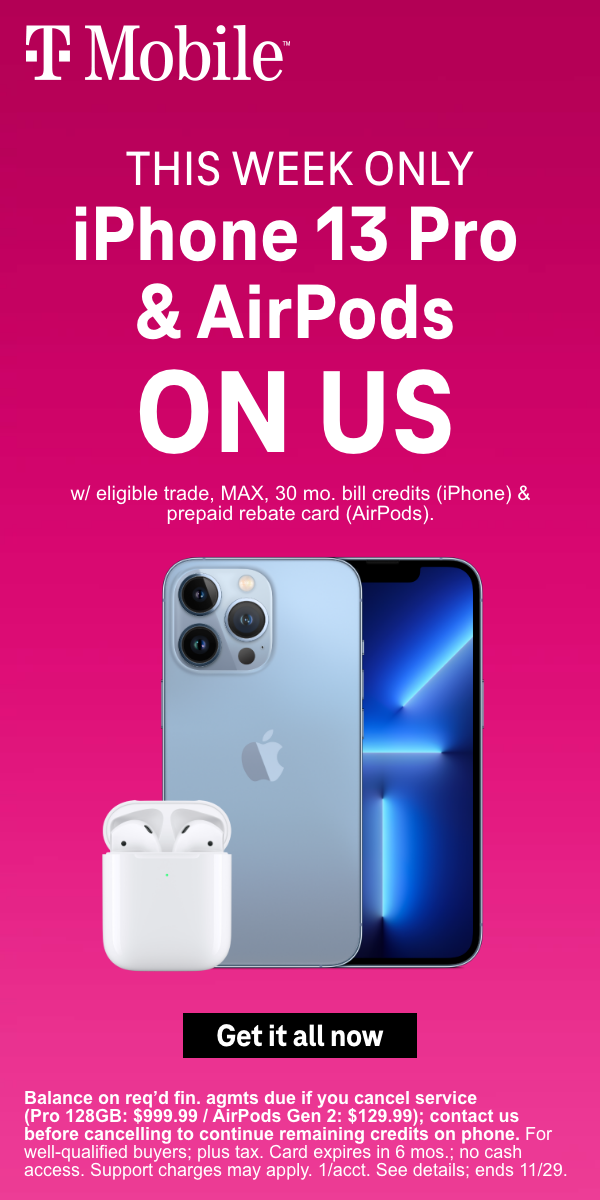 T Mobile™
THIS WEEK ONLY
iPhone 13 Pro
& AirPods
ON US
w/ eligible trade, MAX, 30 mo. bill credits (iPhone) &
prepaid rebate card (AirPods).
Get it all now
Balance on req'd fin. agmts due if you cancel service
(Pro 128GB: $999.99 / AirPods Gen 2: $129.99); contact us
before cancelling to continue remaining credits on phone. For
well-qualified buyers; plus tax. Card expires in 6 mos.; no cash
access. Support charges may apply. 1/acct. See details; ends 11/29.